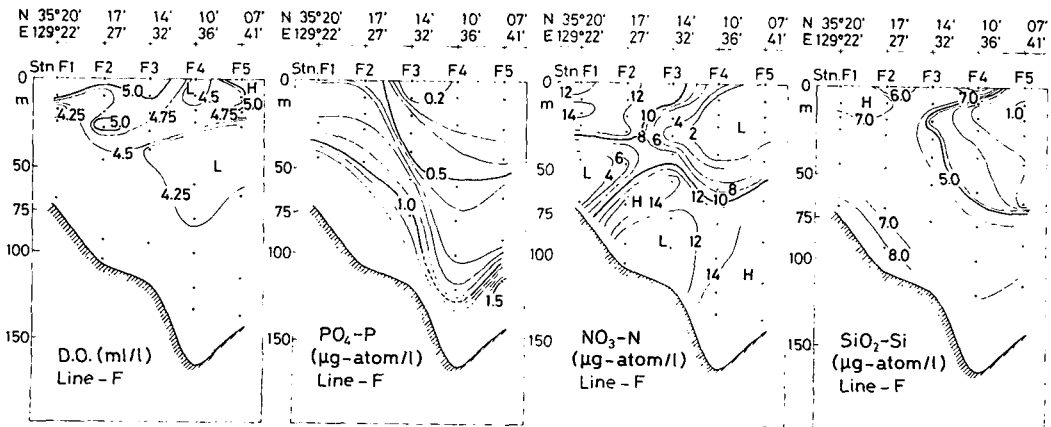 N 35°20' 17' 14' 10' 07'
E 129°22' 27' 32' 36' 41'
Stn. F1 F2 F3 F4 F5
0
m
50
75
100
150
5.0
L
4.5
H
5.0
4.25
5.0
4.75
4.75
4.5
L
4.25
D.O. (ml/l)
Line-F
N 35°20' 17' 14' 10' 07'
E 129°22' 27' 32' 36' 41'
Stn. F1 F2 F3 F4 F5
0
m
50
75
100
150
0.2
0.5
1.0
1.5
PO4-P
(μg-atom/l)
Line-F
N 35°20' 17' 14' 10' 07'
E 129°22' 27' 32' 36' 41'
Stn. F1 F2 F3 F4 F5
0
m
50
75
100
150
12
12
14
10
4
8
6
2
L
L
6
4
8
H
14
12
10
L
12
14
H
NO3-N
(μg-atom/l)
Line-F
N 35°20' 17' 14' 10' 07'
E 129°22' 27' 32' 36' 41'
Stn. F1 F2 F3 F4 F5
0
m
50
75
100
150
H
6.0
7.0
7.0
1.0
5.0
7.0
8.0
SiO2-Si
(μg-atom/l)
Line-F